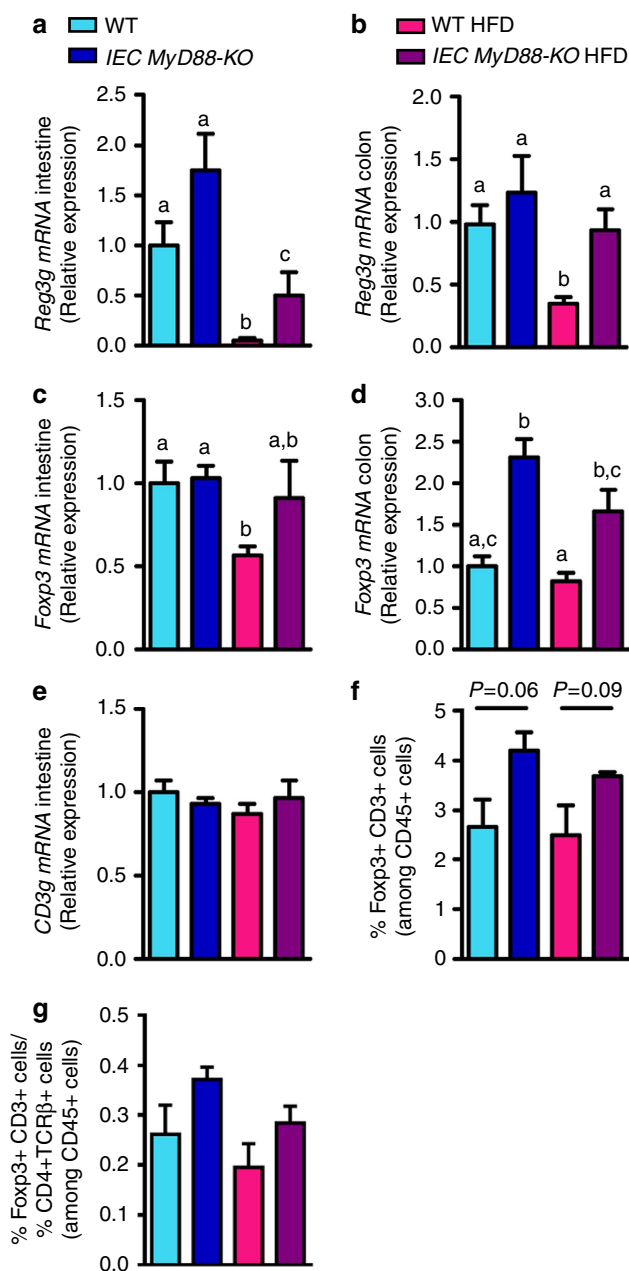 a
WT
IEC MyD88-KO
b
WT HFD
IEC MyD88-KO HFD
Reg3g mRNA intestine
(Relative expression)
2.5
2.0
1.5
1.0
0.5
0.0
a
a
b
c
Reg3g mRNA colon
(Relative expression)
2.0
1.5
1.0
0.5
0.0
a
a
b
a
c
Foxp3 mRNA intestine
(Relative expression)
1.5
1.0
0.5
0.0
a
a
b
a,b
d
Foxp3 mRNA colon
(Relative expression)
3.0
2.5
2.0
1.5
1.0
0.5
0.0
a,c
b
a
b,c
e
CD3g mRNA intestine
(Relative expression)
1.5
1.0
0.5
0.0
f
% Foxp3+ CD3+ cells
(among CD45+ cells)
P=0.06
P=0.09
5
4
3
2
1
0
g
% Foxp3+ CD3+ cells/
% CD4+TCRβ+ cells
(among CD45+ cells)
0.5
0.4
0.3
0.2
0.1
0.0